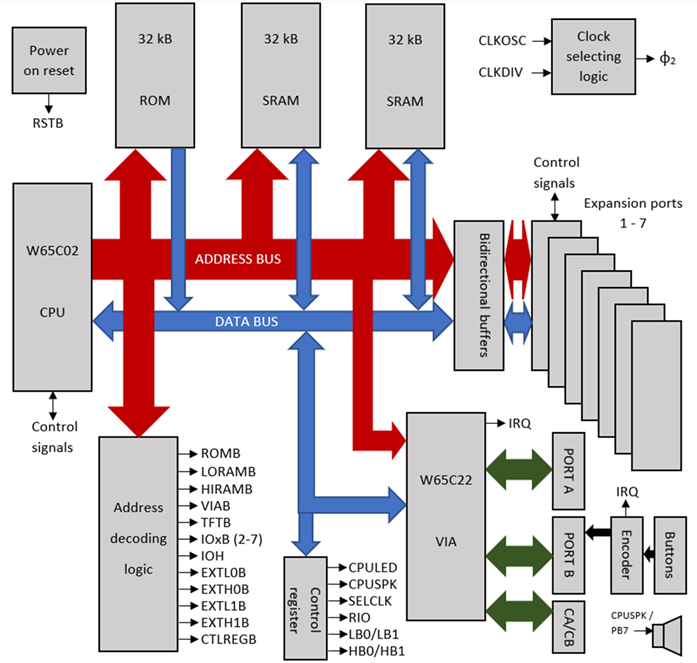 Power
on reset
RSTB
32 kB
ROM
32 kB
SRAM
32 kB
SRAM
CLKOSC
CLKDIV
Clock
selecting
logic
ϕ₂
Control
signals
Expansion ports
1 - 7
W65C02
CPU
ADDRESS BUS
DATA BUS
Bidirectional buffers
Control
signals
Address
decoding
logic
ROMB
LORAMB
HIRAMB
VIAB
TFTB
IOxB (2-7)
IOH
EXTL0B
EXTH0B
EXTL1B
EXTH1B
CTLREGB
Control
register
CPULED
CPUSPK
SELCLK
RIO
LB0/LB1
HB0/HB1
W65C22
VIA
IRQ
PORT A
PORT B
CA/CB
IRQ
Encoder
Buttons
CPUSPK /
PB7